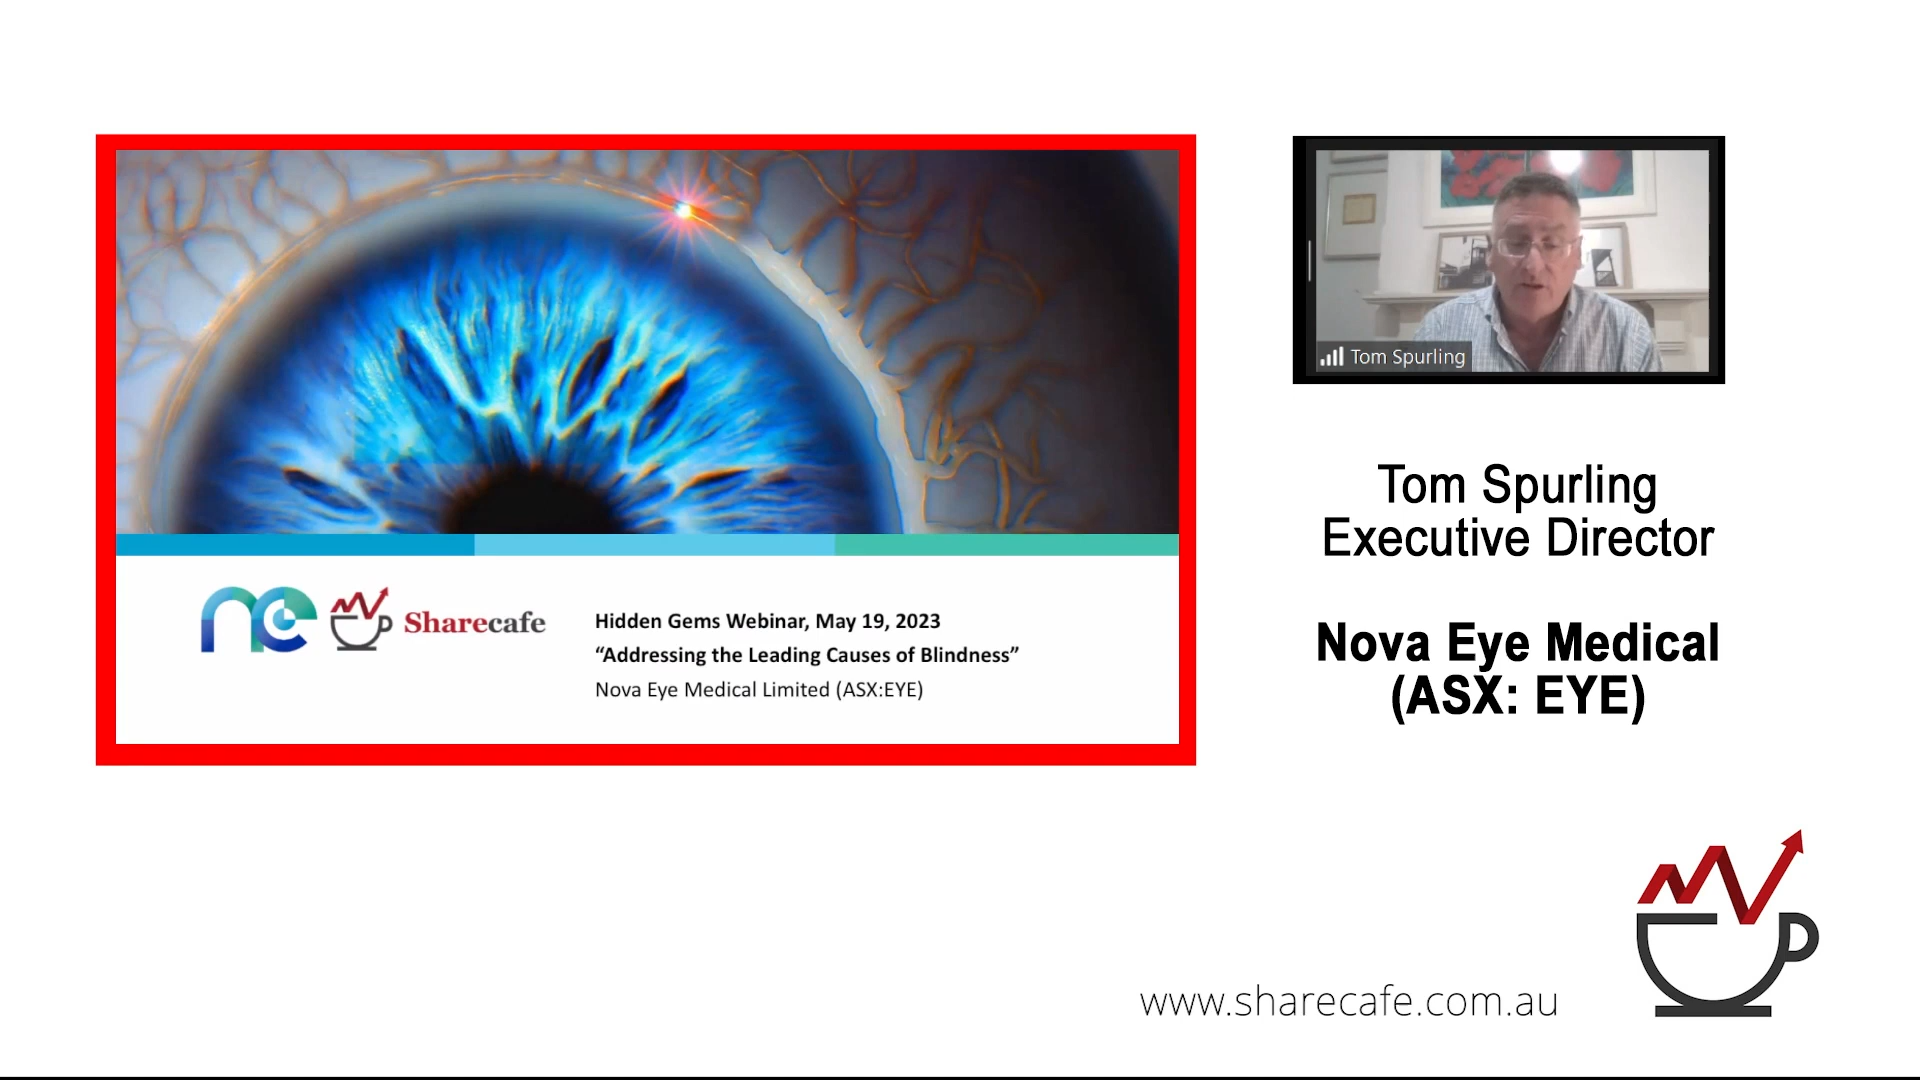 ne
Sharecafe
Hidden Gems Webinar, May 19, 2023
“Addressing the Leading Causes of Blindness”
Nova Eye Medical Limited (ASX:EYE)
Tom Spurling
Tom Spurling
Executive Director
Nova Eye Medical
(ASX: EYE)
www.sharecafe.com.au